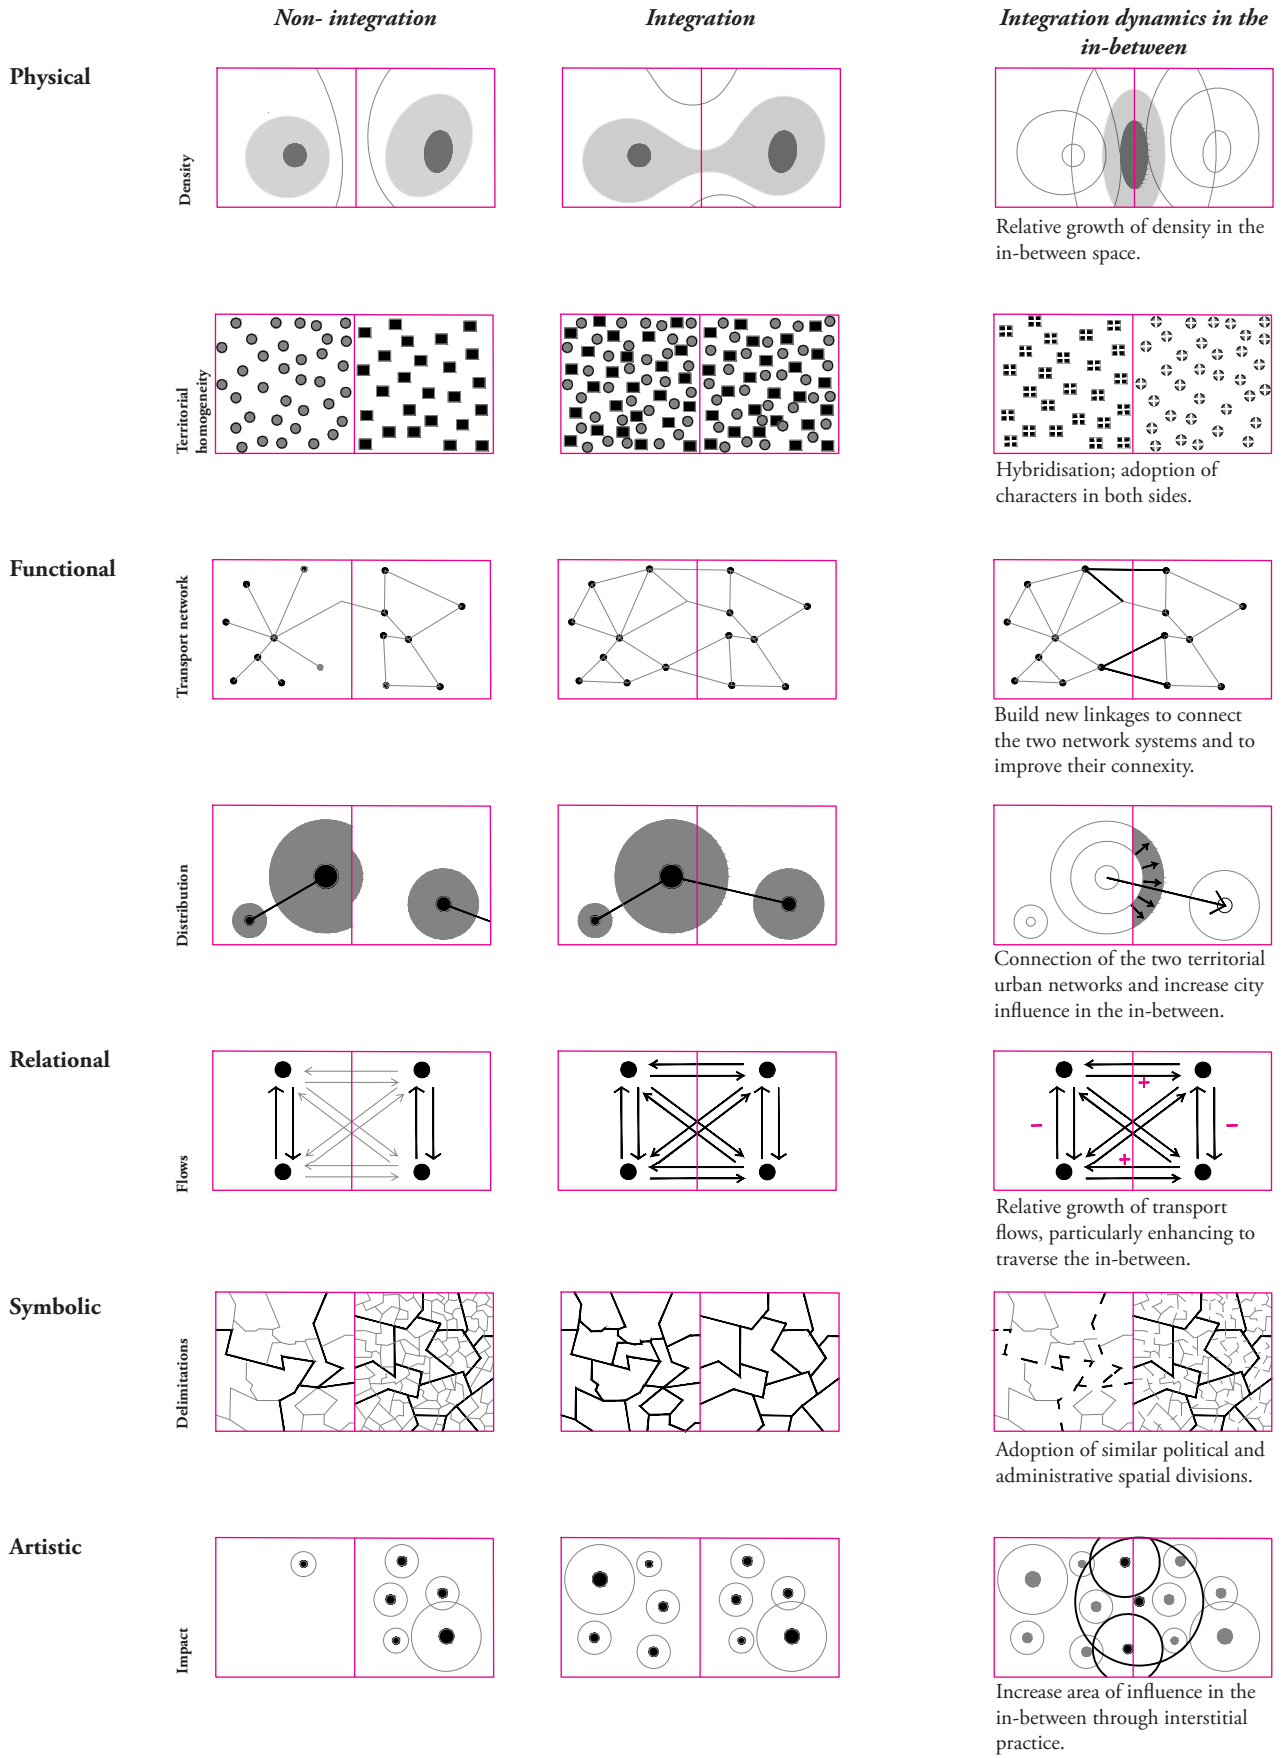 Non- integration
Integration
Integration dynamics in the
in-between
Physical
Density
Relative growth of density in the
in-between space.
Territorial
homogeneity
Hybridisation; adoption of
characters in both sides.
Functional
Transport network
Build new linkages to connect
the two network systems and to
improve their connexity.
Distribution
Connection of the two territorial
urban networks and increase city
influence in the in-between.
Relational
Flows
+
-
-
+
Relative growth of transport
flows, particularly enhancing to
traverse the in-between.
Symbolic
Delimitations
Adoption of similar political and
administrative spatial divisions.
Artistic
Impact
Increase area of influence in the
in-between through interstitial
practice.